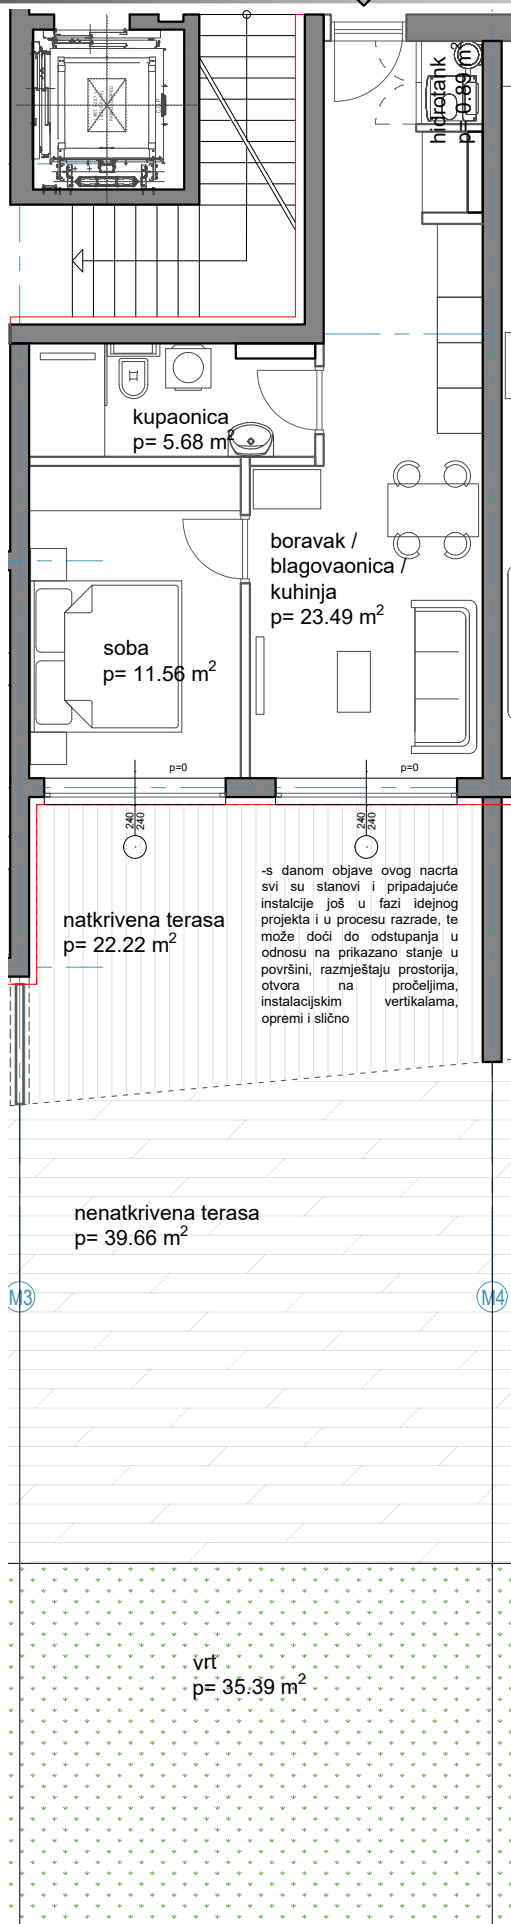 hidrotank
p= 0.89 m
kupaonica
p= 5.68 m²
boravak /
blagovaonica /
kuhinja
p= 23.49 m²
soba
p= 11.56 m²
p=0
p=0
240
240
240
240
-s danom objave ovog nacrta
svi su stanovi i pripadajuće
instalcije još u fazi idejnog
projekta i u procesu razrade, te
može doći do odstupanja u
odnosu na prikazano stanje u
površini, razmještaju prostorija,
otvora na pročeljima,
instalacijskim vertikalama,
opremi i slično
natkrivena terasa
p= 22.22 m²
nenatkrivena terasa
p= 39.66 m²
M3
M4
vrt
p= 35.39 m²